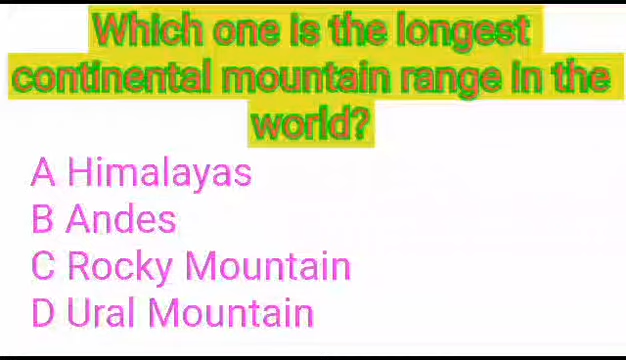 Which one is the longest
continental mountain range in the
world?
A Himalayas
B Andes
C Rocky Mountain
D Ural Mountain